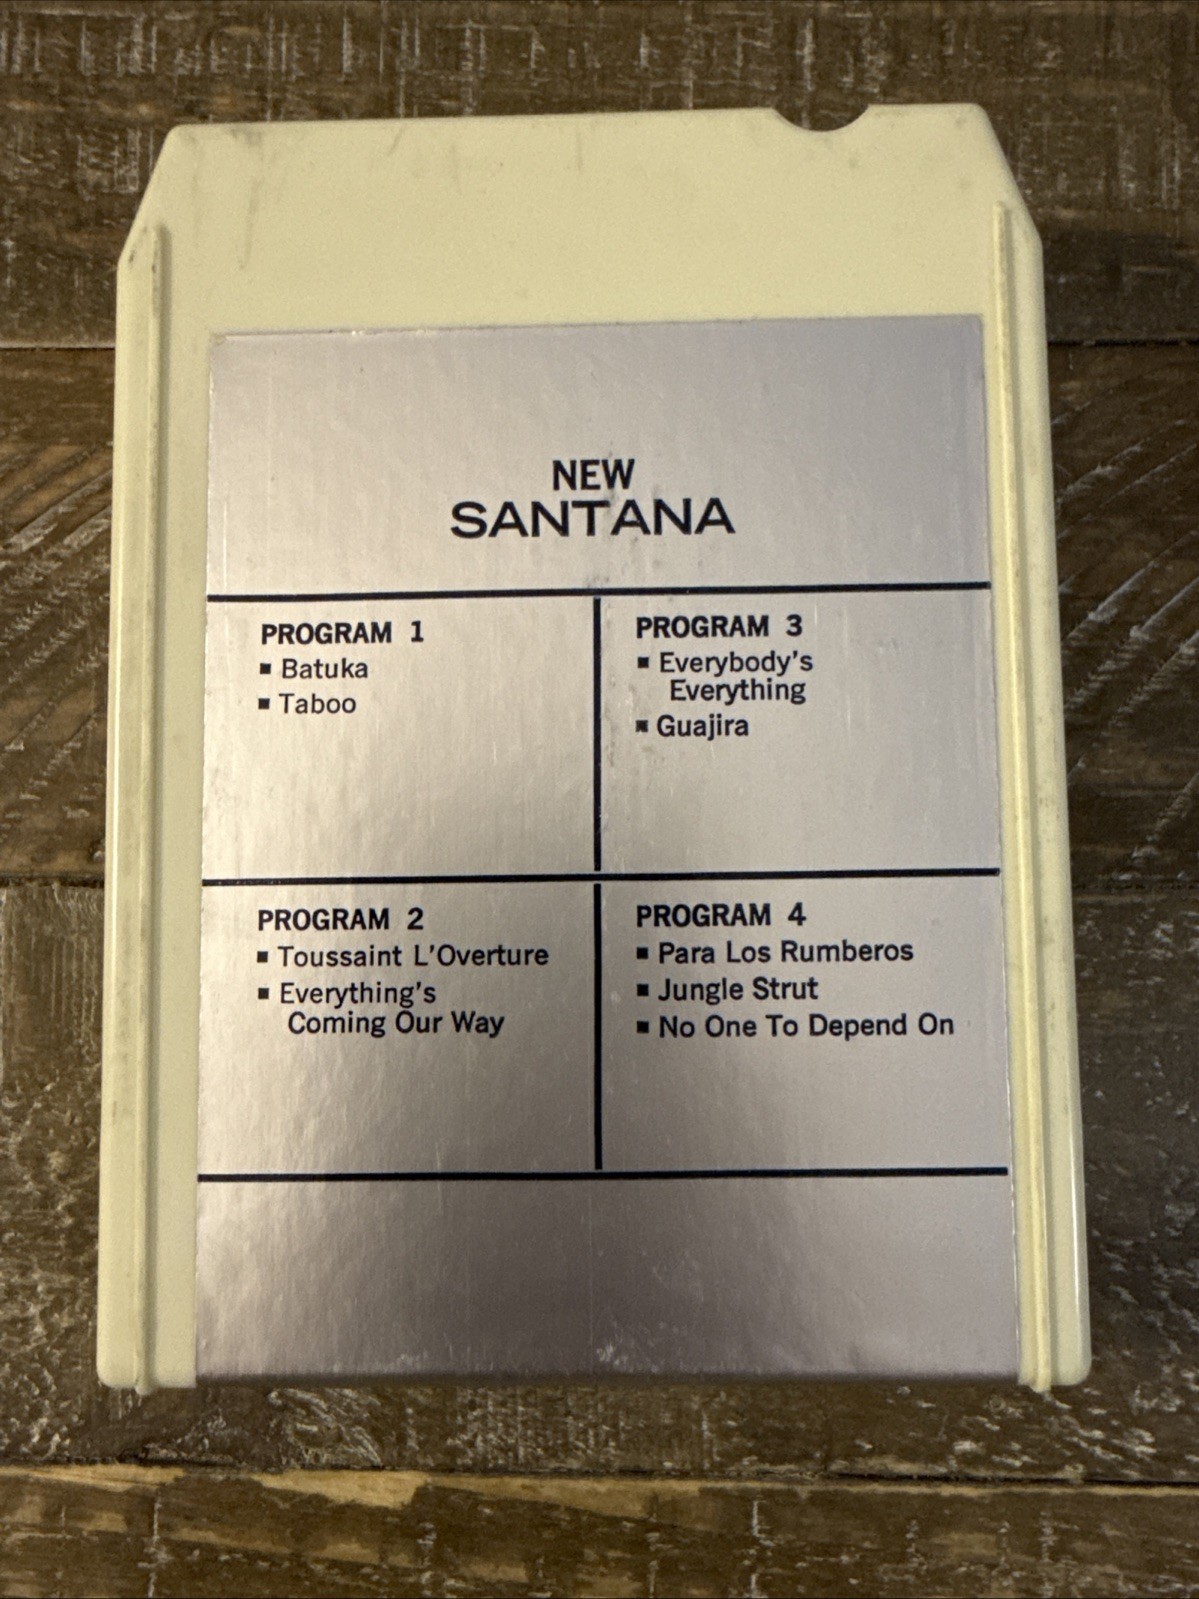 NEW
SANTANA
PROGRAM 1
▪ Batuka
▪ Taboo
PROGRAM 2
▪ Toussaint L'Overture
▪ Everything's
Coming Our Way
PROGRAM 3
▪ Everybody's
Everything
▪ Guajira
PROGRAM 4
▪ Para Los Rumberos
▪ Jungle Strut
▪ No One To Depend On